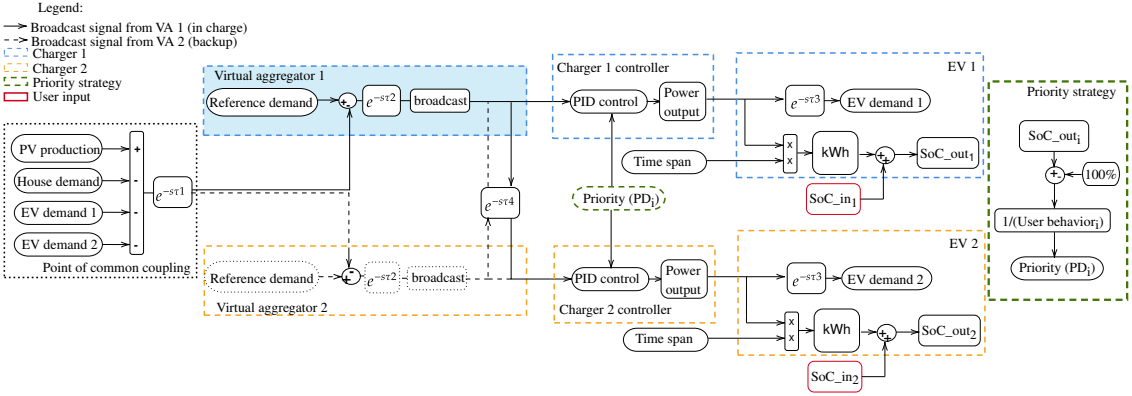 Legend:
Broadcast signal from VA 1 (in charge)
Broadcast signal from VA 2 (backup)
Charger 1
Charger 2
Priority strategy
User input
PV production
House demand
EV demand 1
EV demand 2
+
-
-
-
e^{-sτ1}
Point of common coupling
Virtual aggregator 1
Reference demand
+
-
e^{-sτ2}
broadcast
e^{-sτ4}
Reference demand
+
-
e^{-sτ2}
broadcast
Virtual aggregator 2
Charger 1 controller
PID control
Power
output
Time span
Priority (PD_i)
PID control
Power
output
Charger 2 controller
Time span
EV 1
e^{-sτ3}
EV demand 1
x
x
kWh
+
+
SoC_out_1
SoC_in_1
EV 2
e^{-sτ3}
EV demand 2
x
x
kWh
+
+
SoC_out_2
SoC_in_2
Priority strategy
SoC_out_i
+
-
100%
1/(User behavior_i)
Priority (PD_i)